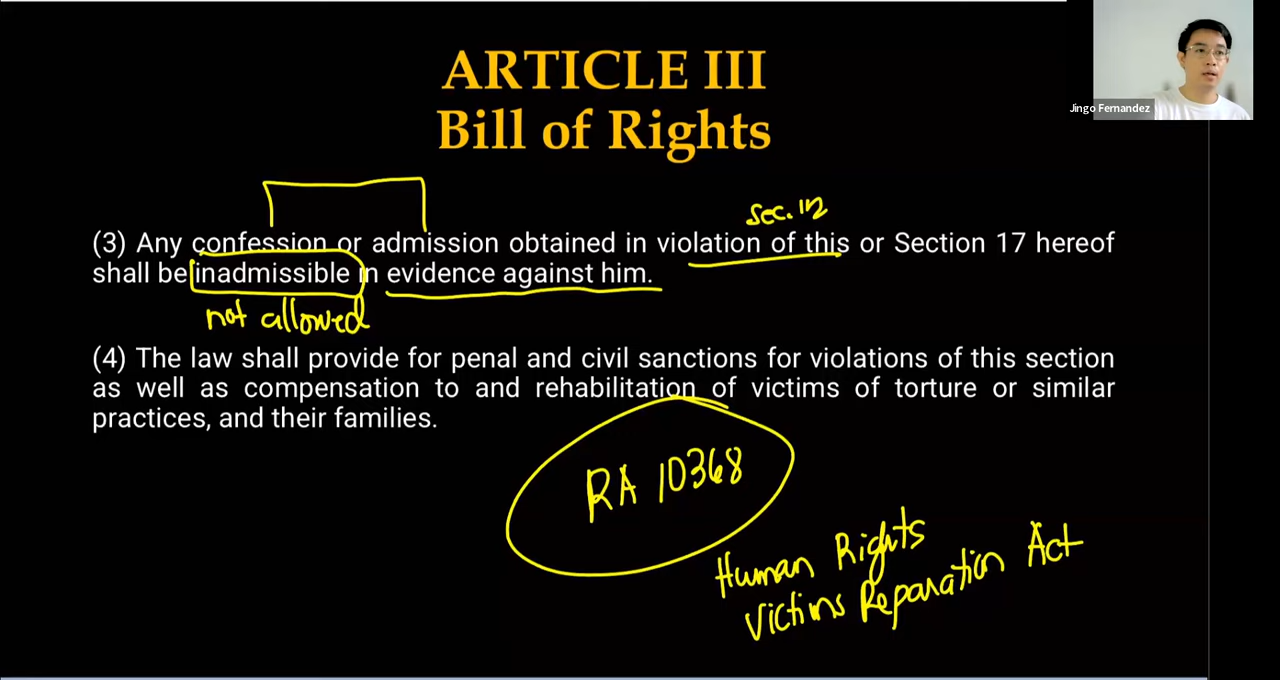 ARTICLE III
Bill of Rights
Jingo Fernandez
sec. 12
(3) Any confession or admission obtained in violation of this or Section 17 hereof
shall be inadmissible in evidence against him.
not allowed
(4) The law shall provide for penal and civil sanctions for violations of this section
as well as compensation to and rehabilitation of victims of torture or similar
practices, and their families.
RA 10368
Human Rights
Victims Reparation Act